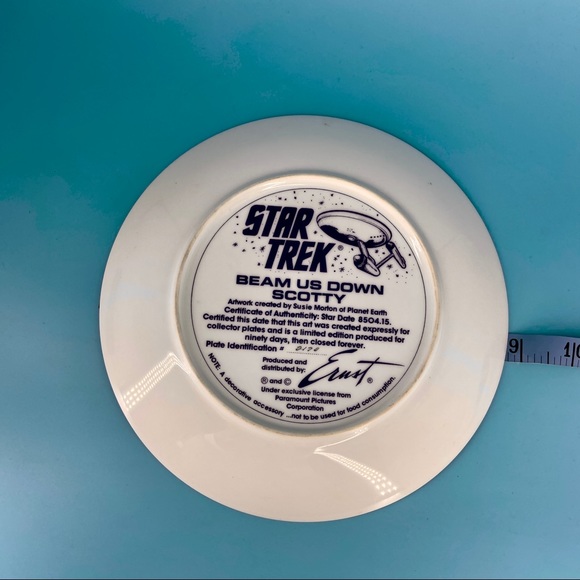 STAR
TREK®
BEAM US DOWN
SCOTTY
Artwork created by Susie Morton of Planet Earth
Certificate of Authenticity: Star Date 8504.15.
Certified this date that this art was created expressly for
collector plates and is a limited edition produced for
ninety days, then closed forever.
Plate Identification #
Produced and
distributed by: Ernst®
® and ©
Under exclusive license from
Paramount Pictures
Corporation
NOTE: A decorative accessory ...not to be used for food consumption.
9 10